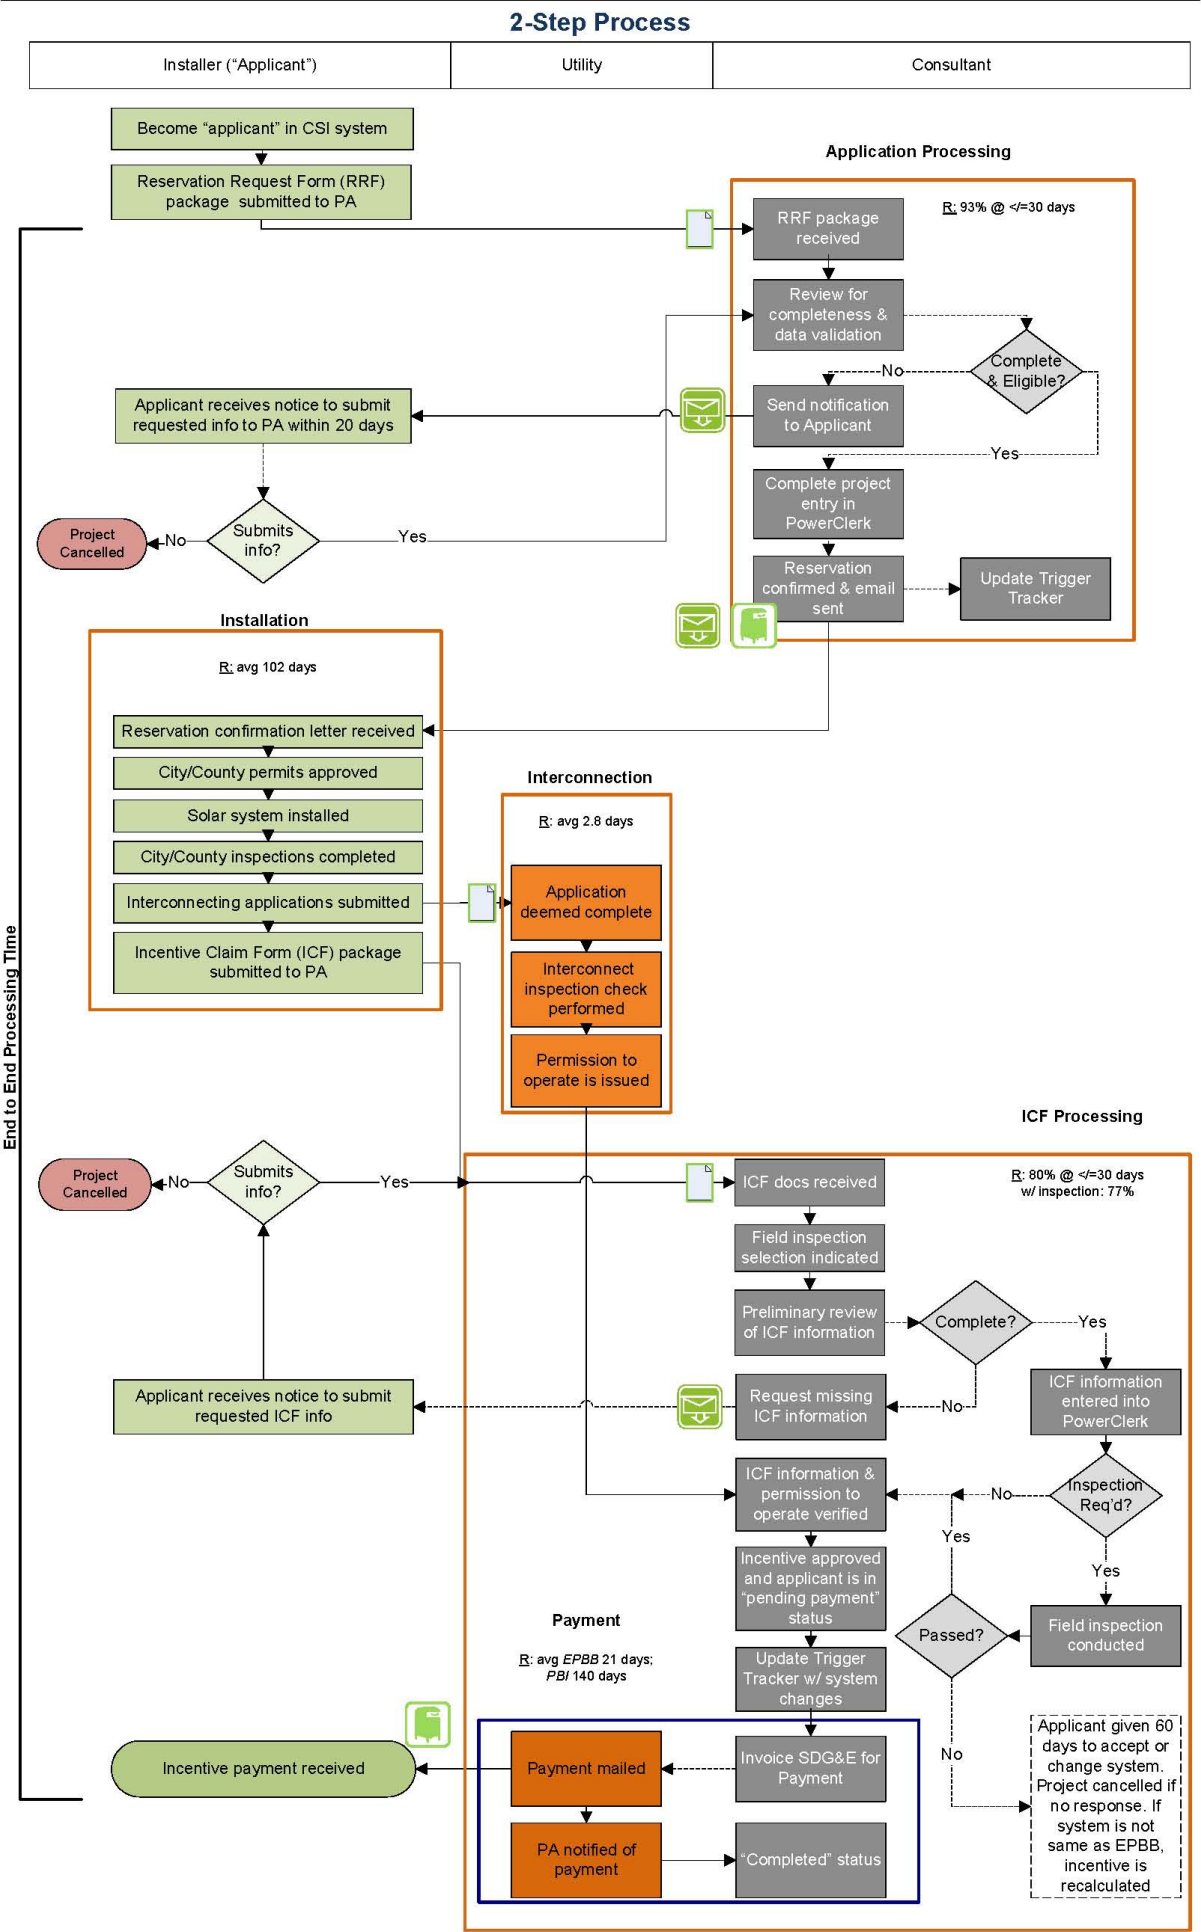 2-Step Process
Installer (“Applicant”)
Utility
Consultant
Become “applicant” in CSI system
Reservation Request Form (RRF)
package submitted to PA
Application Processing
R: 93% @ </=30 days
RRF package
received
Review for
completeness &
data validation
Complete
& Eligible?
No
Send notification
to Applicant
Applicant receives notice to submit
requested info to PA within 20 days
Yes
Complete project
entry in
PowerClerk
Submits
info?
Yes
No
Project
Cancelled
Reservation
confirmed & email
sent
Update Trigger
Tracker
Installation
R: avg 102 days
Reservation confirmation letter received
City/County permits approved
Solar system installed
City/County inspections completed
Interconnecting applications submitted
Incentive Claim Form (ICF) package
submitted to PA
Interconnection
R: avg 2.8 days
Application
deemed complete
Interconnect
inspection check
performed
Permission to
operate is issued
End to End Processing TIme
ICF Processing
R: 80% @ </=30 days
w/ inspection: 77%
Project
Cancelled
No
Submits
info?
Yes
ICF docs received
Field inspection
selection indicated
Preliminary review
of ICF information
Complete?
Yes
ICF information
entered into
PowerClerk
No
Request missing
ICF information
Applicant receives notice to submit
requested ICF info
ICF information &
permission to
operate verified
No
Inspection
Req’d?
Yes
Yes
Incentive approved
and applicant is in
“pending payment”
status
Passed?
Field inspection
conducted
Payment
R: avg EPBB 21 days;
PBI 140 days
Update Trigger
Tracker w/ system
changes
No
Applicant given 60
days to accept or
change system.
Project cancelled if
no response. If
system is not
same as EPBB,
incentive is
recalculated
Incentive payment received
Payment mailed
Invoice SDG&E for
Payment
PA notified of
payment
“Completed” status